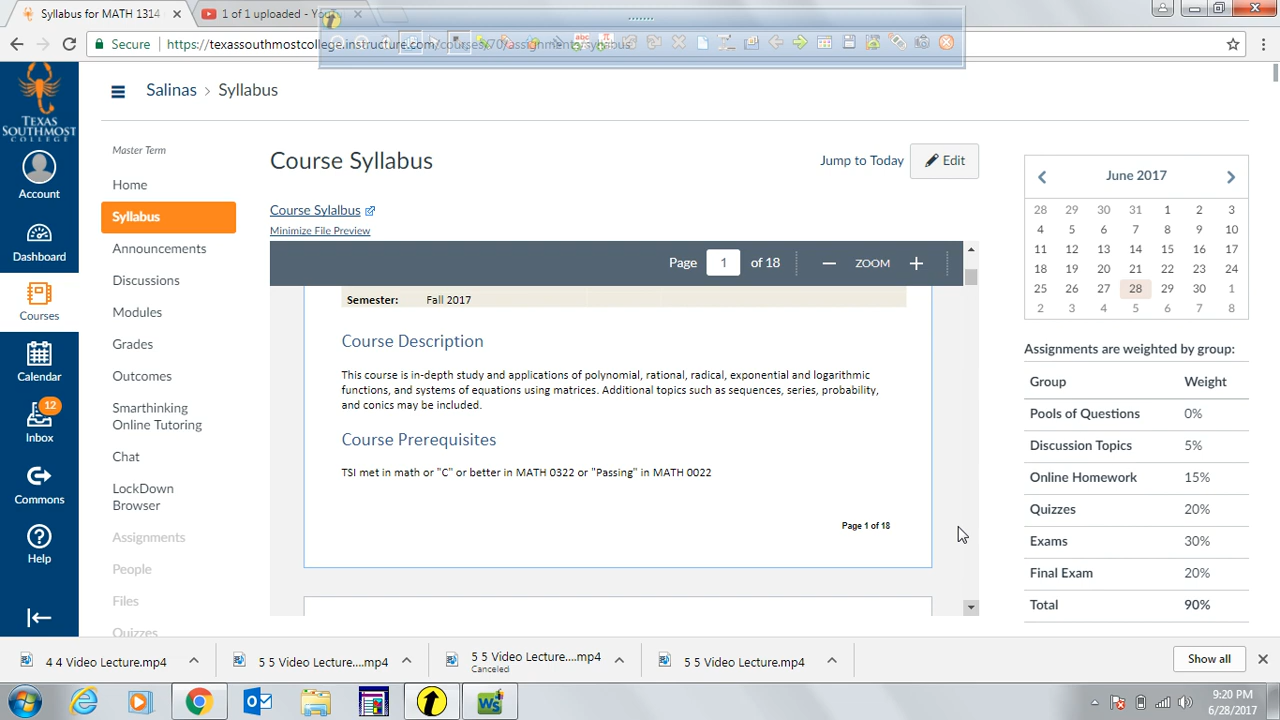 Syllabus for MATH 1314
1 of 1 uploaded - You
Secure
https://texassouthmostcollege.instructure.com/courses/70/assignments/syllabus
TEXAS
SOUTHMOST
COLLEGE
Account
Dashboard
Courses
Calendar
12
Inbox
Commons
Help
Salinas > Syllabus
Master Term
Home
Syllabus
Announcements
Discussions
Modules
Grades
Outcomes
Smarthinking
Online Tutoring
Chat
LockDown
Browser
Assignments
People
Files
Quizzes
Course Syllabus
Jump to Today
Edit
Course Sylalbus
Minimize File Preview
Page 1 of 18
ZOOM
Semester: Fall 2017
Course Description
This course is in-depth study and applications of polynomial, rational, radical, exponential and logarithmic
functions, and systems of equations using matrices. Additional topics such as sequences, series, probability,
and conics may be included.
Course Prerequisites
TSI met in math or "C" or better in MATH 0322 or "Passing" in MATH 0022
Page 1 of 18
June 2017
28 29 30 31 1 2 3
4 5 6 7 8 9 10
11 12 13 14 15 16 17
18 19 20 21 22 23 24
25 26 27 28 29 30 1
2 3 4 5 6 7 8
Assignments are weighted by group:
Group Weight
Pools of Questions 0%
Discussion Topics 5%
Online Homework 15%
Quizzes 20%
Exams 30%
Final Exam 20%
Total 90%
4 4 Video Lecture.mp4
5 5 Video Lecture....mp4
5 5 Video Lecture....mp4
Canceled
5 5 Video Lecture.mp4
Show all
Ws
9:20 PM
6/28/2017